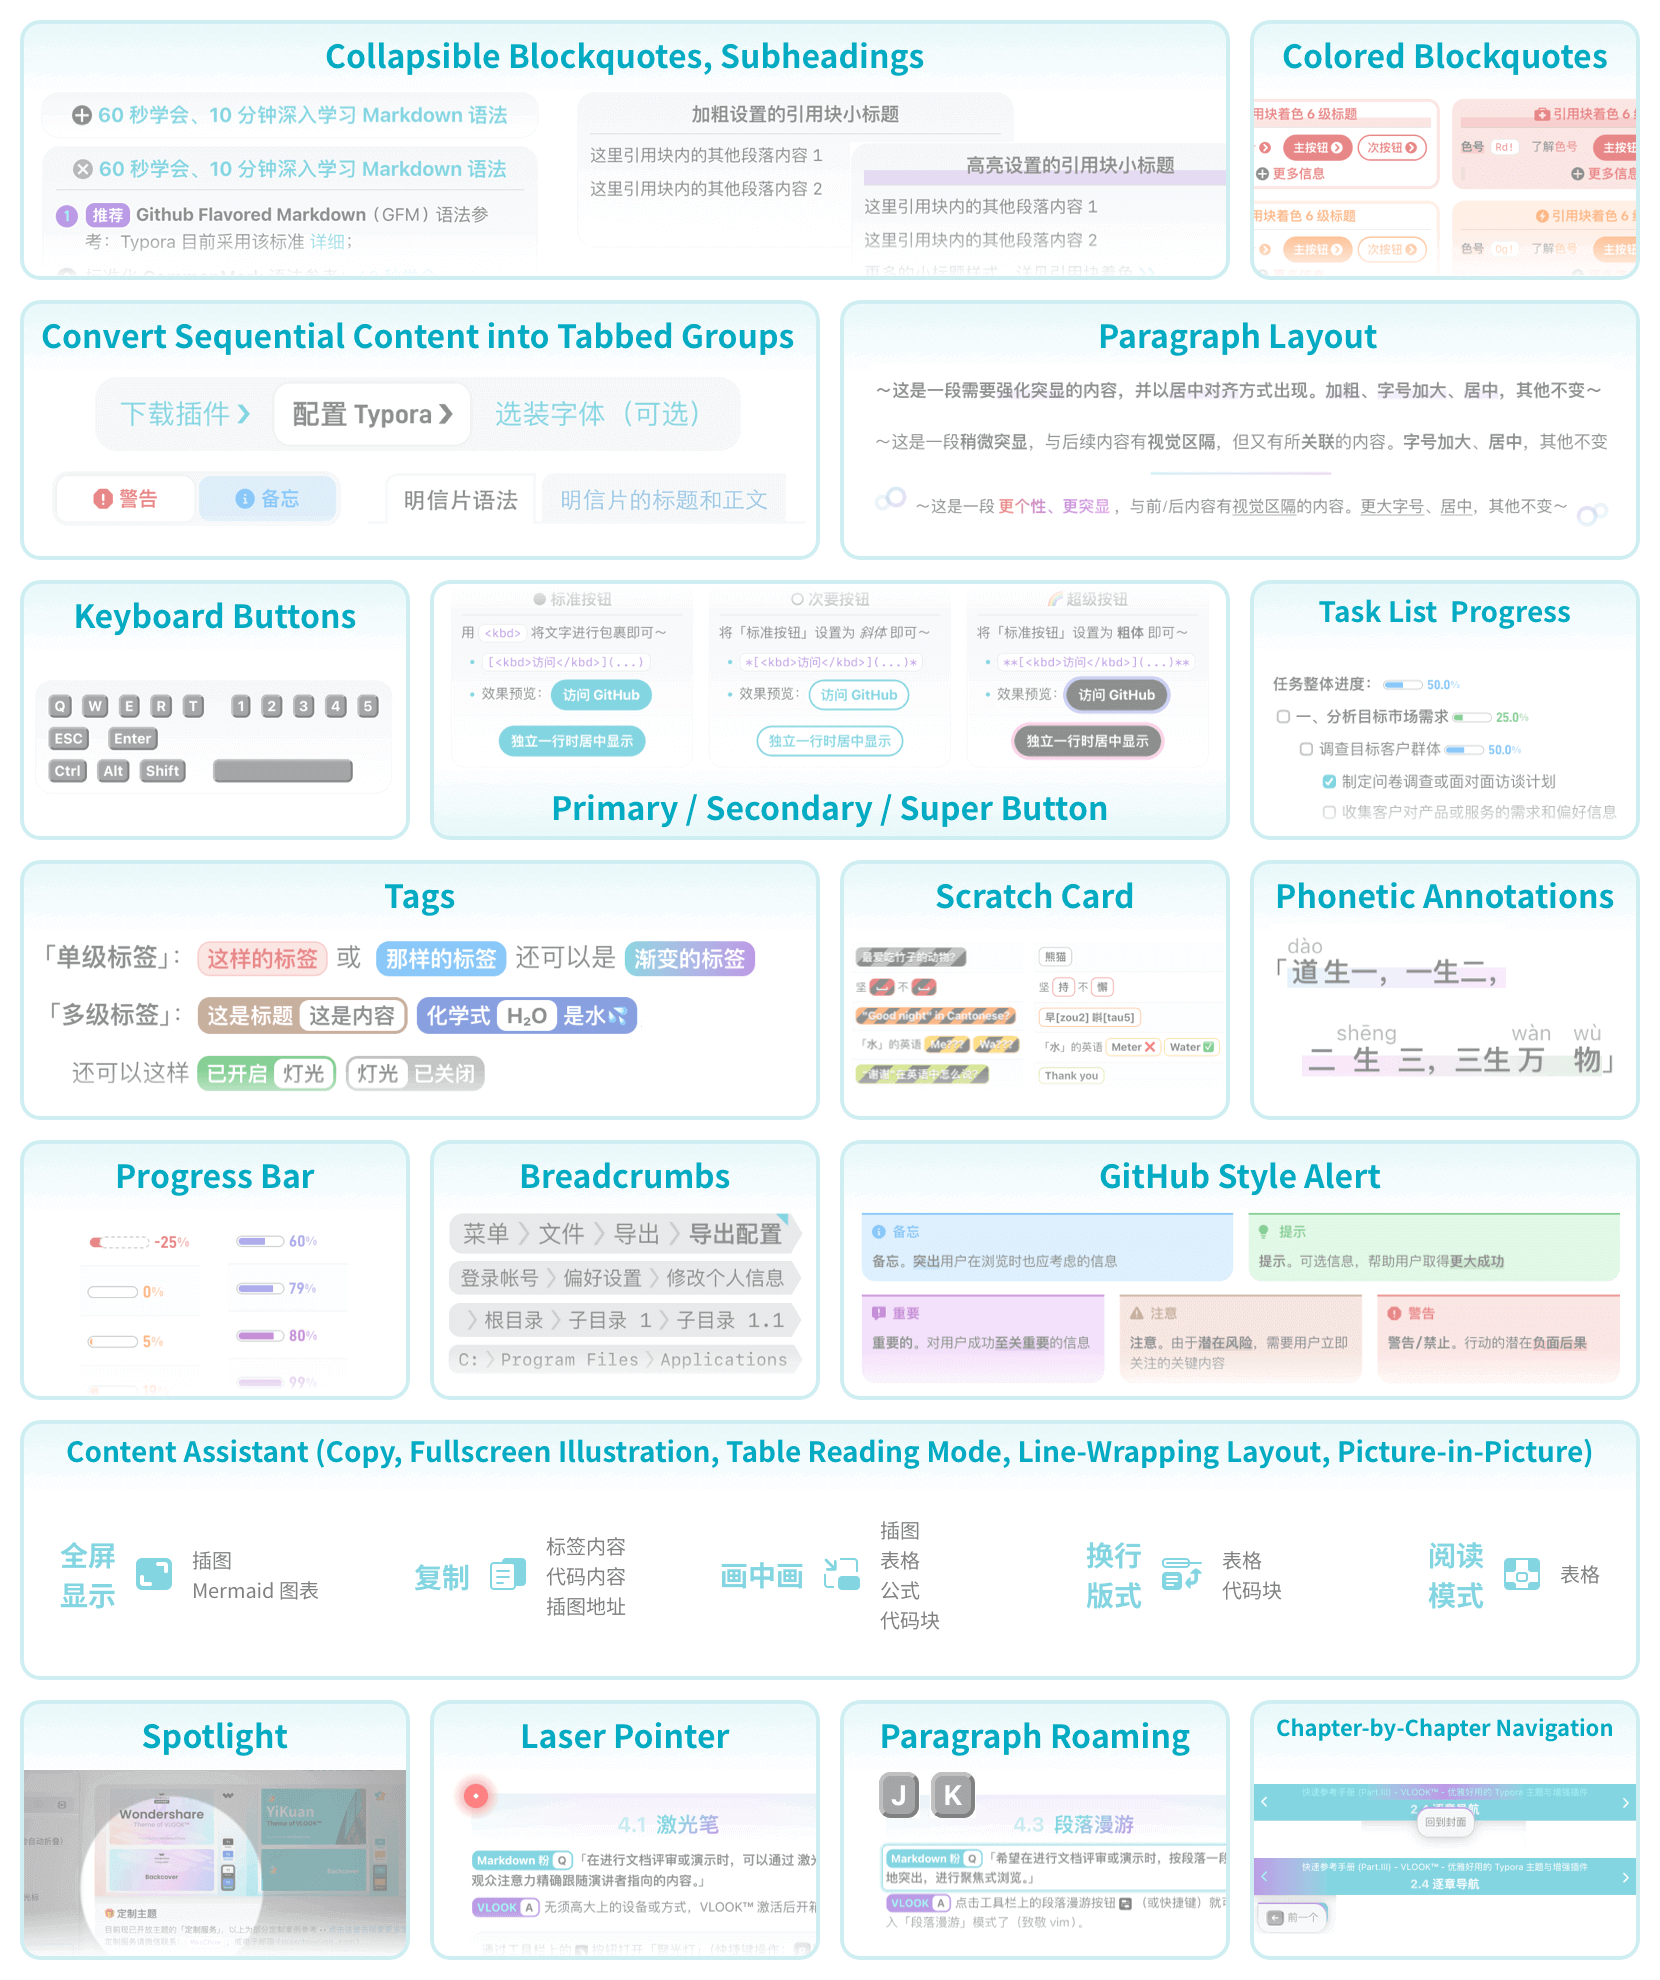 Collapsible Blockquotes, Subheadings
60 秒学会、10 分钟深入学习 Markdown 语法
60 秒学会、10 分钟深入学习 Markdown 语法
1 推荐 Github Flavored Markdown (GFM) 语法参
考：Typora 目前采用该标准 详细；
加粗设置的引用块小标题
这里引用块内的其他段落内容 1
这里引用块内的其他段落内容 2
高亮设置的引用块小标题
这里引用块内的其他段落内容 1
这里引用块内的其他段落内容 2
Colored Blockquotes
用块着色 6 级标题
主按钮 次按钮
更多信息
引用块着色 6
色号 Rd! 了解色号 主按钮
更多信息
用块着色 6 级标题
主按钮 次按钮
引用块着色 6
色号 Og! 了解色号 主按钮
Convert Sequential Content into Tabbed Groups
下载插件 配置 Typora 选装字体（可选）
警告 备忘
明信片语法 明信片的标题和正文
Paragraph Layout
～这是一段需要强化突显的内容，并以居中对齐方式出现。加粗、字号加大、居中，其他不变～
～这是一段稍微突显，与后续内容有视觉区隔，但又有所关联的内容。字号加大、居中，其他不变
～这是一段 更个性、更突显，与前/后内容有视觉区隔的内容。更大字号、居中，其他不变～
Keyboard Buttons
Q W E R T 1 2 3 4 5
ESC Enter
Ctrl Alt Shift
标准按钮
用 <kbd> 将文字进行包裹即可～
[<kbd>访问</kbd>](...)
效果预览： 访问 GitHub
独立一行时居中显示
次要按钮
将「标准按钮」设置为 斜体 即可～
*[<kbd>访问</kbd>](...)*
效果预览： 访问 GitHub
独立一行时居中显示
超级按钮
将「标准按钮」设置为 粗体 即可～
**[<kbd>访问</kbd>](...)**
效果预览： 访问 GitHub
独立一行时居中显示
Primary / Secondary / Super Button
Task List Progress
任务整体进度： 50.0%
一、分析目标市场需求 25.0%
调查目标客户群体 50.0%
制定问卷调查或面对面访谈计划
收集客户对产品或服务的需求和偏好信息
Tags
「单级标签」： 这样的标签 或 那样的标签 还可以是 渐变的标签
「多级标签」： 这是标题 这是内容 化学式 H₂O 是水💦
还可以这样 已开启 灯光 灯光 已关闭
Scratch Card
最爱吃竹子的动物？ 熊猫
坚 不 坚 持 不 懈
"Good night" in Cantonese? 早[zou2] 唞[tau5]
「水」的英语 Me??? Wa??? 「水」的英语 Meter ❌ Water ✅
"谢谢"在英语中怎么说? Thank you
Phonetic Annotations
dào
「道生一，一生二，
shēng wàn wù
二 生 三，三生万 物」
Progress Bar
-25% 60%
0% 79%
5% 80%
99%
Breadcrumbs
菜单 文件 导出 导出配置
登录帐号 偏好设置 修改个人信息
根目录 子目录 1 子目录 1.1
C: Program Files Applications
GitHub Style Alert
备忘
备忘。突出用户在浏览时也应考虑的信息
提示
提示。可选信息，帮助用户取得更大成功
重要
重要的。对用户成功至关重要的信息
注意
注意。由于潜在风险，需要用户立即
关注的关键内容
警告
警告/禁止。行动的潜在负面后果
Content Assistant (Copy, Fullscreen Illustration, Table Reading Mode, Line-Wrapping Layout, Picture-in-Picture)
全屏
显示
插图
Mermaid 图表
复制
标签内容
代码内容
插图地址
画中画
插图
表格
公式
代码块
换行
版式
表格
代码块
阅读
模式
表格
Spotlight
Wondershare
Theme of VLOOK™
YiKuan
Theme of VLOOK™
Backcover
Backcover
自动折叠）
光标
定制主题
Laser Pointer
4.1 激光笔
Markdown 粉 Q 「在进行文档评审或演示时，可以通过 激光
观众注意力精确跟随演讲者指向的内容。」
VLOOK A 无须高大上的设备或方式，VLOOK™ 激活后开箱
Paragraph Roaming
J K
4.3 段落漫游
Markdown 粉 Q 「希望在进行文档评审或演示时，按段落一段
地突出，进行聚焦式浏览。」
VLOOK A 点击工具栏上的段落漫游按钮 （或快捷键）就可
入「段落漫游」模式了（致敬 vim）。
Chapter-by-Chapter Navigation
快速参考手册 (Part.III) - VLOOK™ - 优雅好用的 Typora 主题与增强插件
2.4 逐章导航
回到封面
快速参考手册 (Part.III) - VLOOK™ - 优雅好用的 Typora 主题与增强插件
2.4 逐章导航
前一个